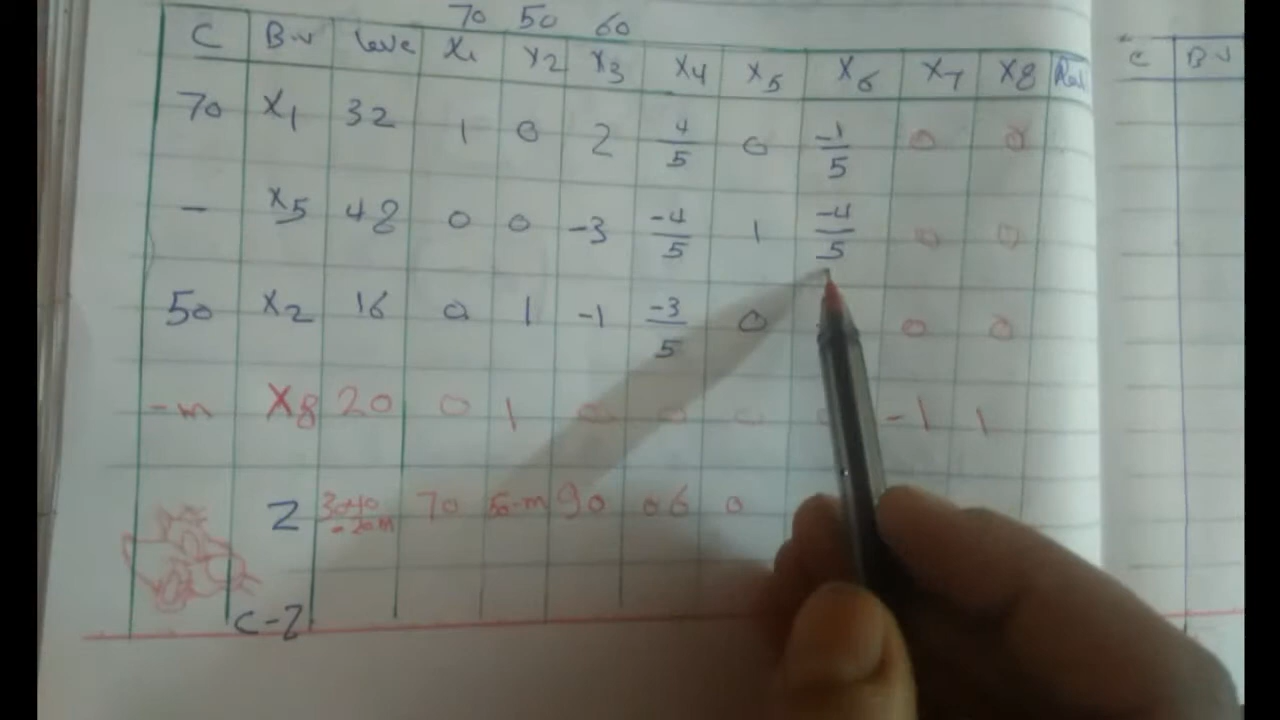 70 50 60
C B.v X1 X2 X3 X4 X5 X6 X7 X8
70 X1 32 1 0 2 4/5 0 -1/5 0 0
- X5 48 0 0 -3 -4/5 1 -4/5 0 0
50 X2 16 0 1 -1 -3/5 0 0 0
-m X8 20 0 1 0 0 0 -1 1
Z 70 50-m 90 06 0
C-Z
C B V